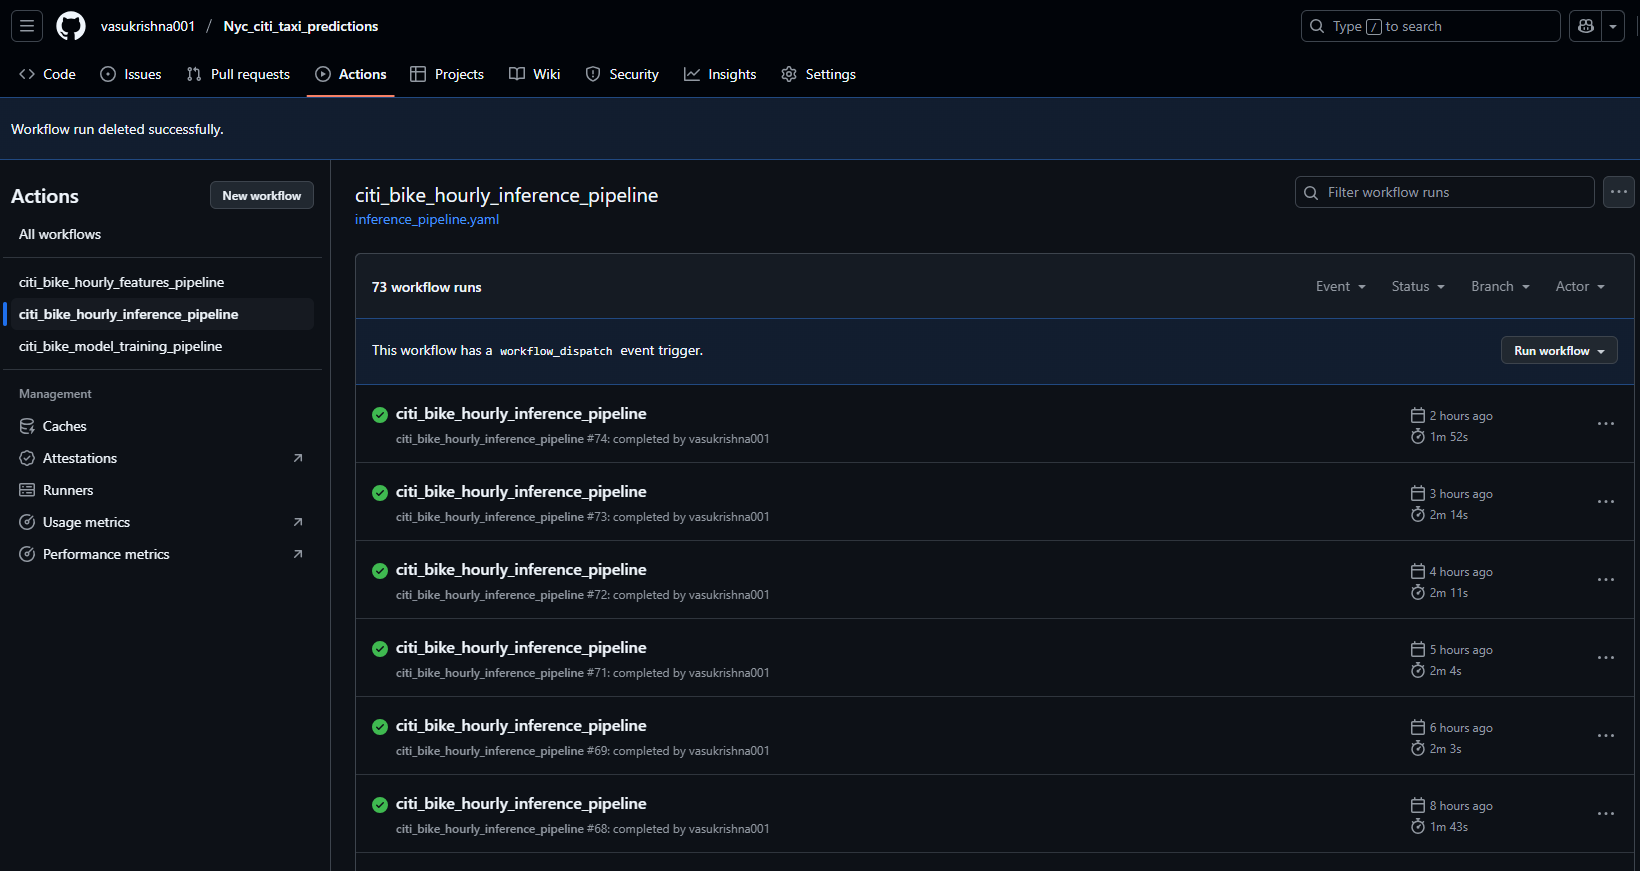 vasukrishna001 / Nyc_citi_taxi_predictions
Type / to search
Code Issues Pull requests Actions Projects Wiki Security Insights Settings
Workflow run deleted successfully.
Actions
New workflow
All workflows
citi_bike_hourly_features_pipeline
citi_bike_hourly_inference_pipeline
citi_bike_model_training_pipeline
Management
Caches
Attestations
Runners
Usage metrics
Performance metrics
citi_bike_hourly_inference_pipeline
inference_pipeline.yaml
Filter workflow runs
73 workflow runs
Event Status Branch Actor
This workflow has a workflow_dispatch event trigger.
Run workflow
citi_bike_hourly_inference_pipeline
citi_bike_hourly_inference_pipeline #74: completed by vasukrishna001
2 hours ago
1m 52s
citi_bike_hourly_inference_pipeline
citi_bike_hourly_inference_pipeline #73: completed by vasukrishna001
3 hours ago
2m 14s
citi_bike_hourly_inference_pipeline
citi_bike_hourly_inference_pipeline #72: completed by vasukrishna001
4 hours ago
2m 11s
citi_bike_hourly_inference_pipeline
citi_bike_hourly_inference_pipeline #71: completed by vasukrishna001
5 hours ago
2m 4s
citi_bike_hourly_inference_pipeline
citi_bike_hourly_inference_pipeline #69: completed by vasukrishna001
6 hours ago
2m 3s
citi_bike_hourly_inference_pipeline
citi_bike_hourly_inference_pipeline #68: completed by vasukrishna001
8 hours ago
1m 43s